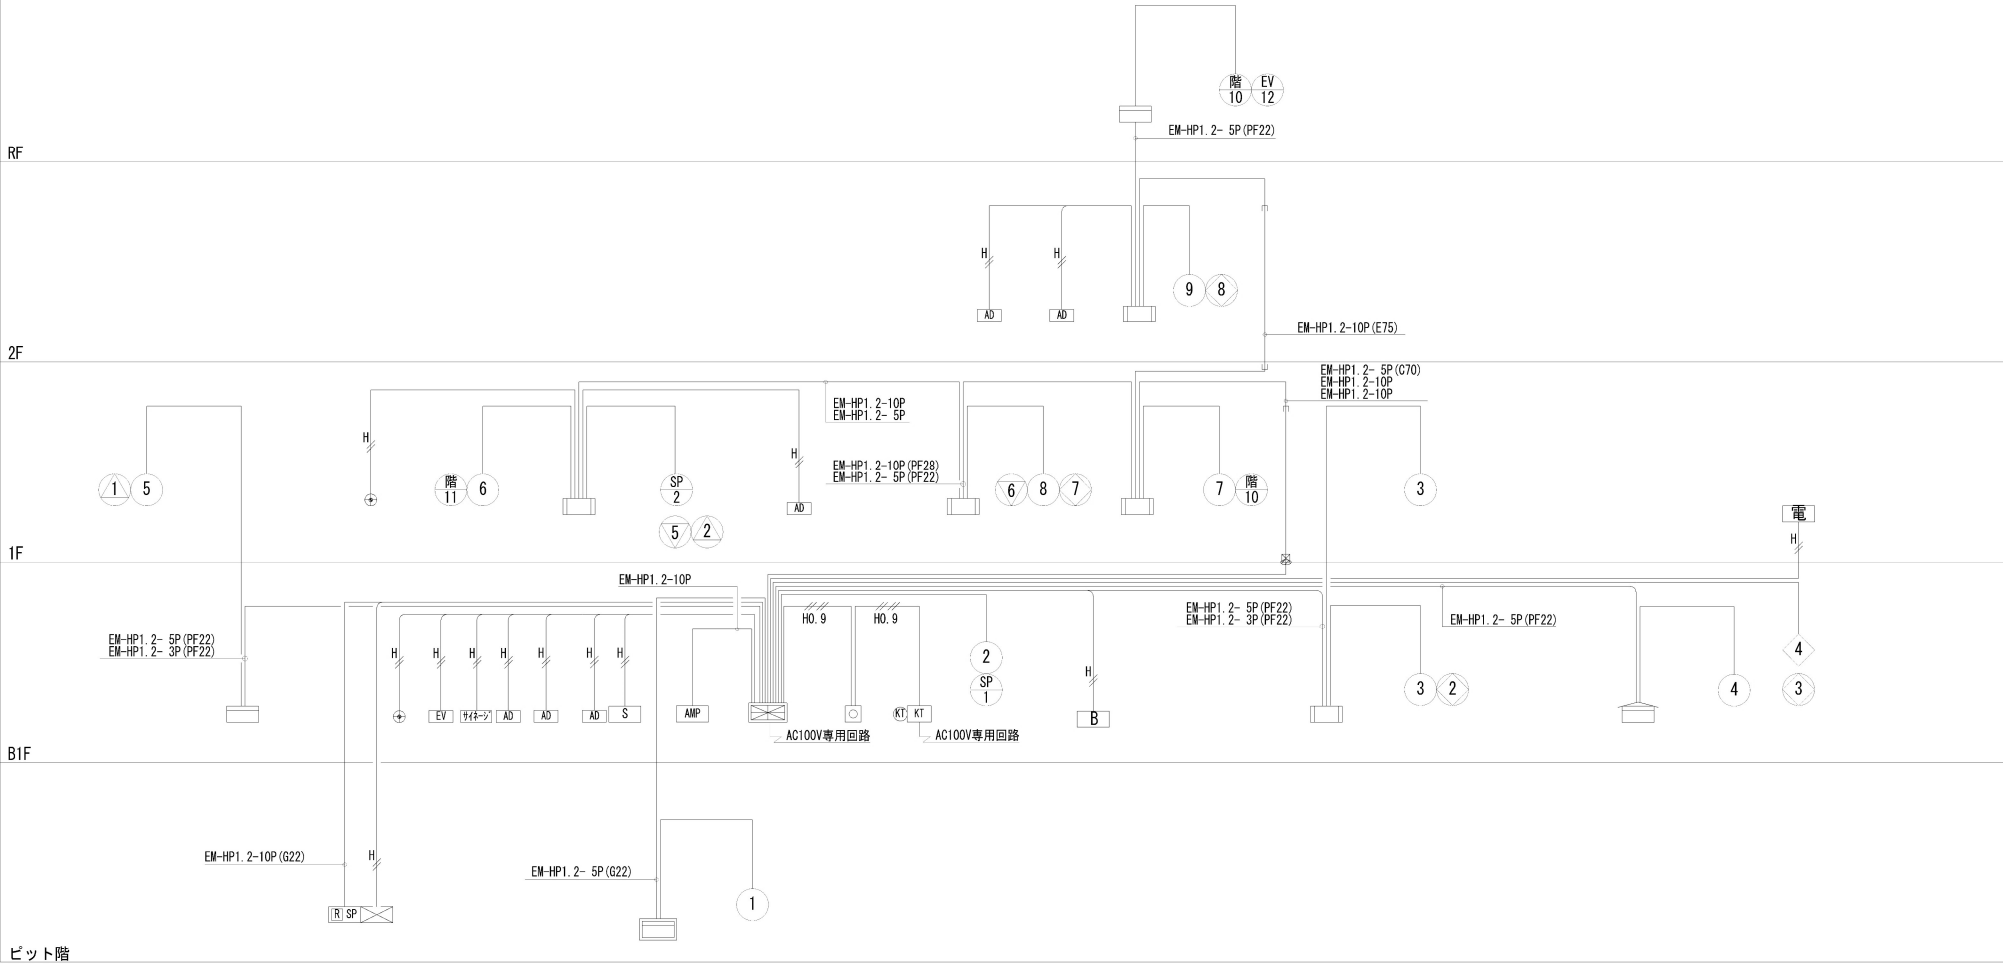 階 EV
10 12
EM-HP1.2- 5P(PF22)
RF
H H
9 8
AD AD
EM-HP1.2-10P(E75)
2F
EM-HP1.2- 5P(C70)
EM-HP1.2-10P
EM-HP1.2-10P
EM-HP1.2-10P
EM-HP1.2- 5P
H
H
EM-HP1.2-10P(PF28)
EM-HP1.2- 5P(PF22)
1 5
階
11
6
SP
2
AD
6 8 7
7
階
10
3
電
5 2
H
1F
EM-HP1.2-10P
HO.9 HO.9
EM-HP1.2- 5P(PF22)
EM-HP1.2- 3P(PF22)
EM-HP1.2- 5P(PF22)
EM-HP1.2- 5P(PF22)
EM-HP1.2- 3P(PF22)
H H H H H H H
2
SP
1
H
4
3 2
4
3
EV サイネージ AD AD AD S AMP KT KT B
AC100V専用回路
AC100V専用回路
B1F
EM-HP1.2-10P(G22)
H
EM-HP1.2- 5P(G22)
1
R SP
ピット階